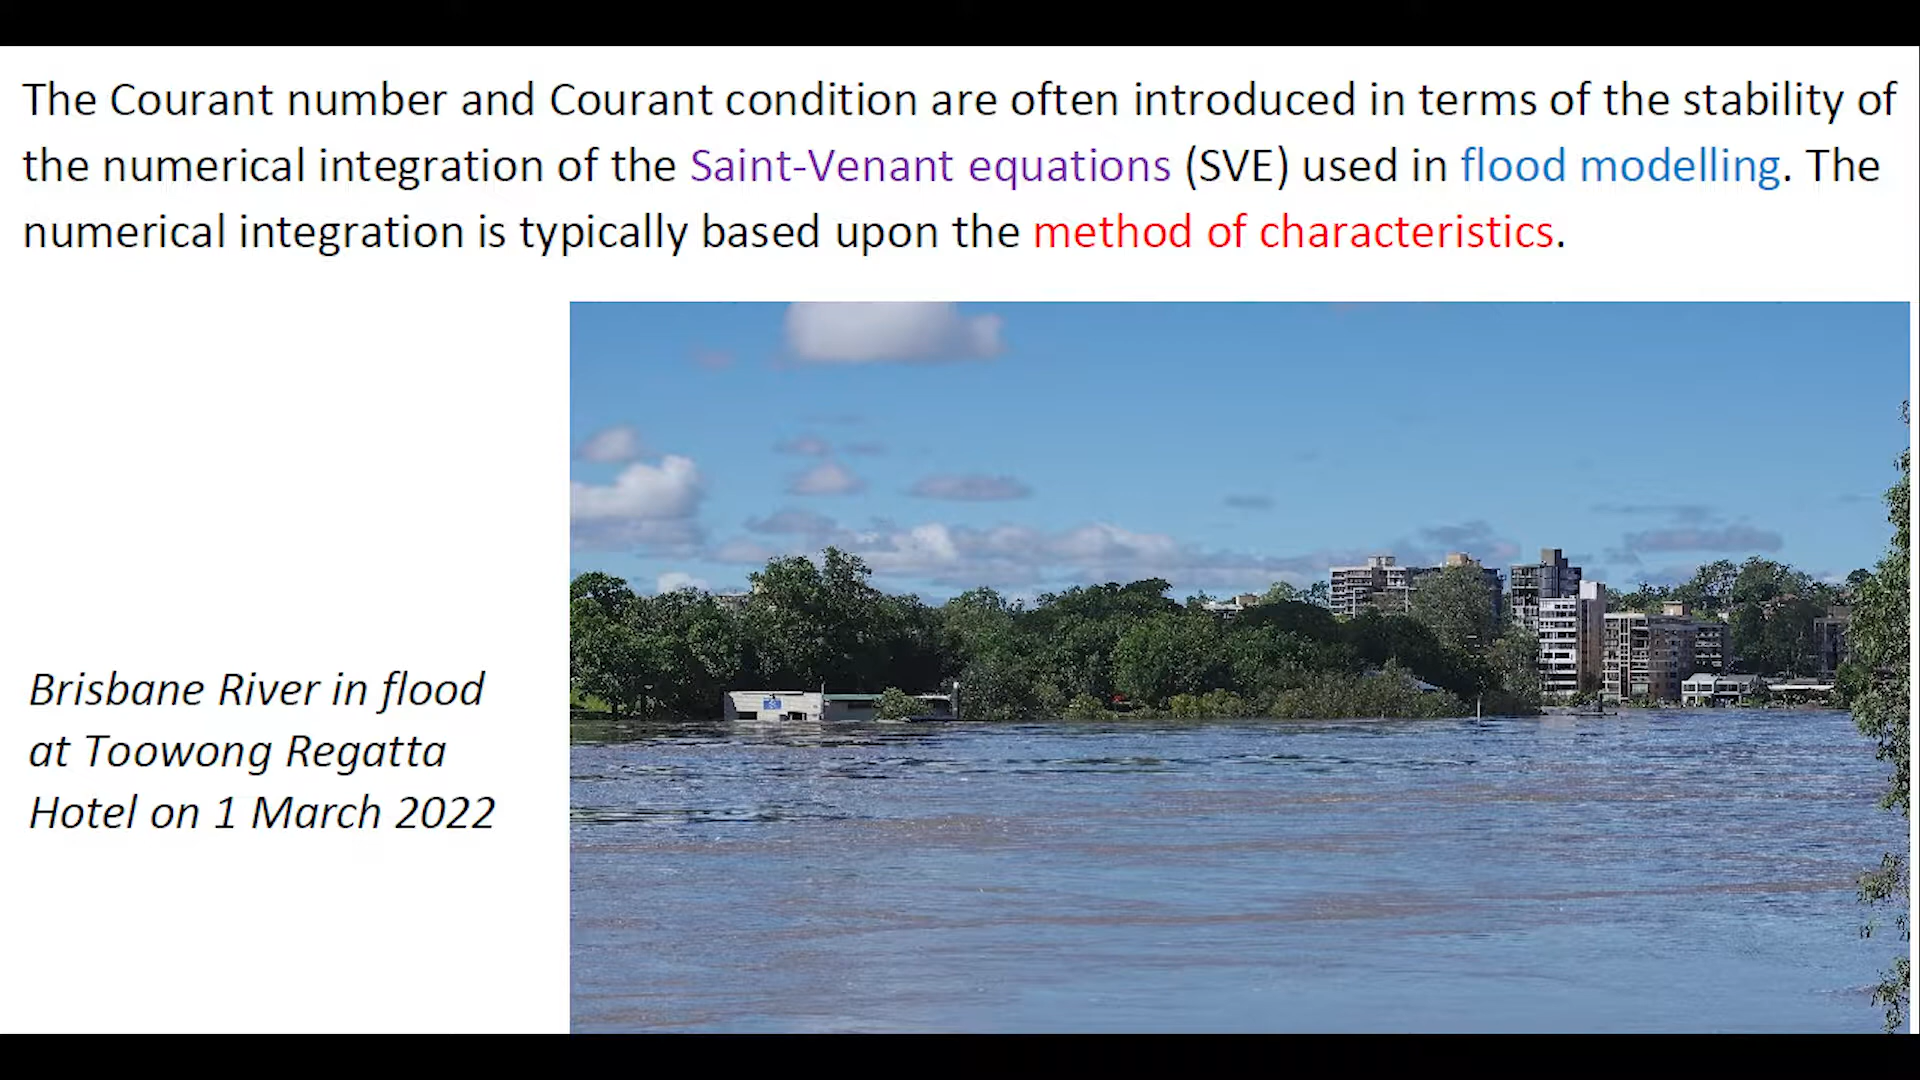 The Courant number and Courant condition are often introduced in terms of the stability of
the numerical integration of the Saint-Venant equations (SVE) used in flood modelling. The
numerical integration is typically based upon the method of characteristics.
Brisbane River in flood
at Toowong Regatta
Hotel on 1 March 2022